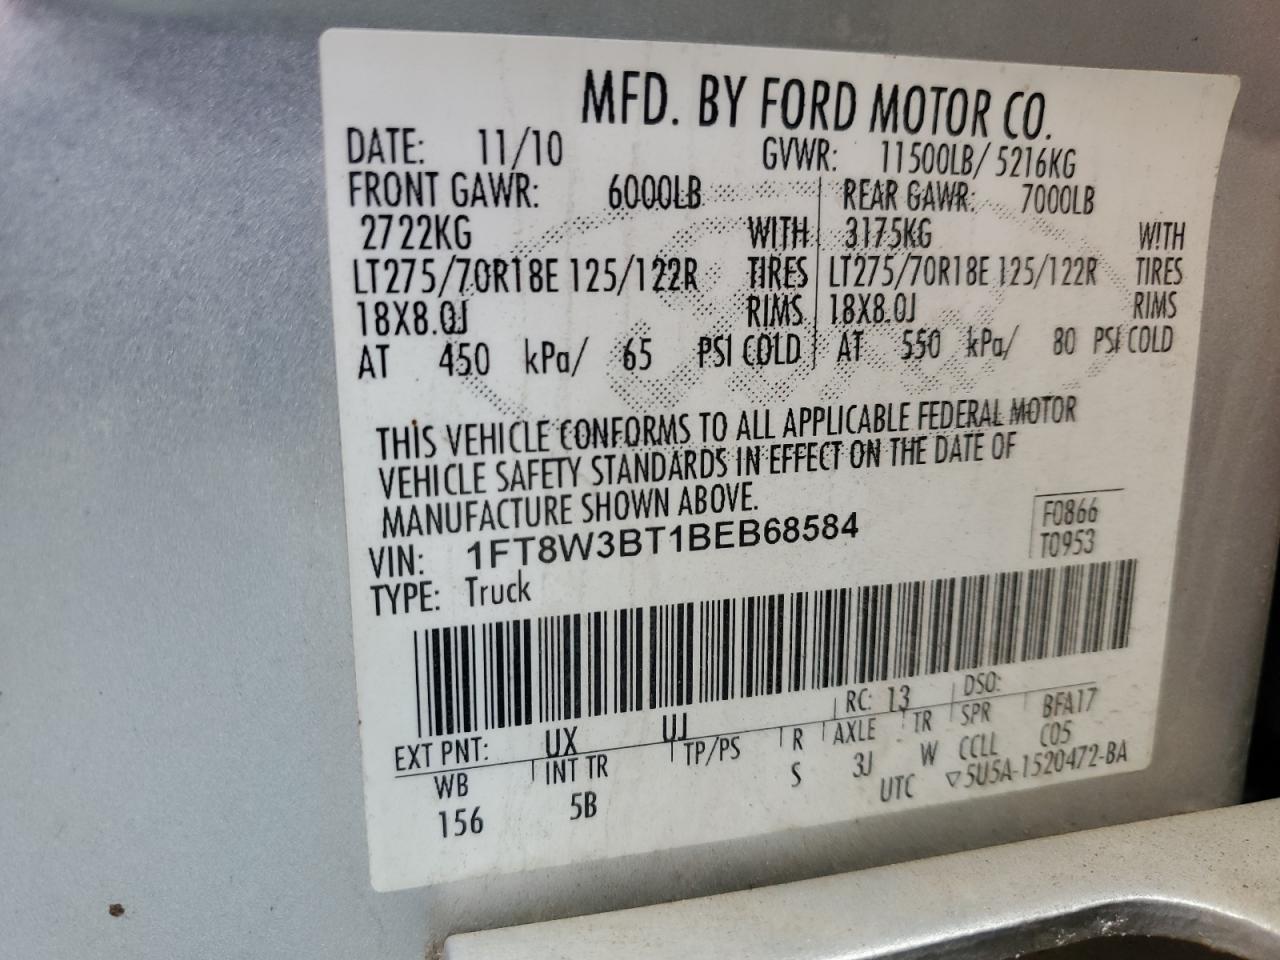 MFD. BY FORD MOTOR CO.
DATE: 11/10 GVWR: 11500LB/ 5216KG
FRONT GAWR: 6000LB REAR GAWR: 7000LB
2722KG WITH 3175KG WITH
LT275/70R18E 125/122R TIRES LT275/70R18E 125/122R TIRES
18X8.0J RIMS 18X8.0J RIMS
AT 450 kPa/ 65 PSI COLD AT 550 kPa/ 80 PSI COLD
THIS VEHICLE CONFORMS TO ALL APPLICABLE FEDERAL MOTOR
VEHICLE SAFETY STANDARDS IN EFFECT ON THE DATE OF
MANUFACTURE SHOWN ABOVE.
F0866
VIN: 1FT8W3BT1BEB68584
T0953
TYPE: Truck
EXT PNT: UX UJ RC: 13 DSO:
WB INT TR TP/PS R AXLE TR SPR BFA17
156 5B S 3J W CCLL C05
UTC ▽5U5A-1520472-BA